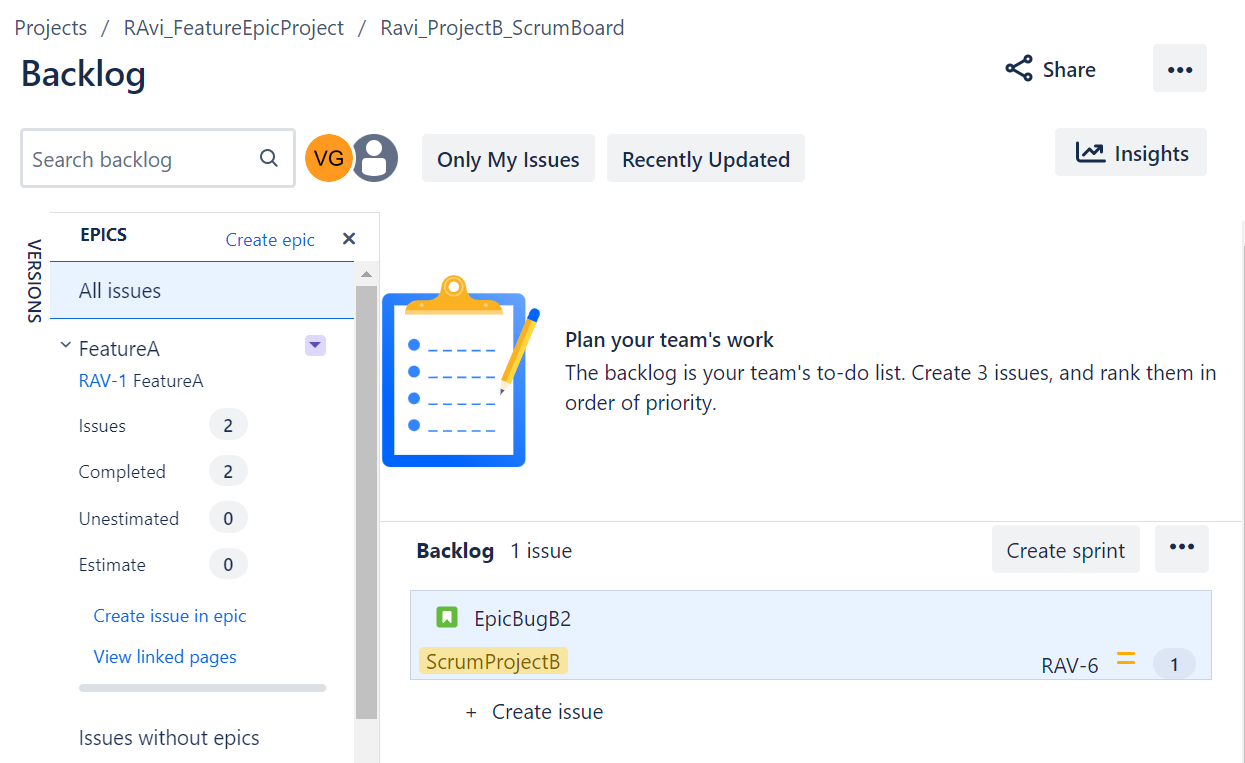 Projects / RAvi_FeatureEpicProject / Ravi_ProjectB_ScrumBoard
Backlog
Share
Search backlog
VG
Only My Issues
Recently Updated
Insights
VERSIONS
EPICS
Create epic
All issues
FeatureA
RAV-1 FeatureA
Issues 2
Completed 2
Unestimated 0
Estimate 0
Create issue in epic
View linked pages
Issues without epics
Plan your team's work
The backlog is your team's to-do list. Create 3 issues, and rank them in
order of priority.
Backlog 1 issue
Create sprint
EpicBugB2
ScrumProjectB
RAV-6
1
+ Create issue